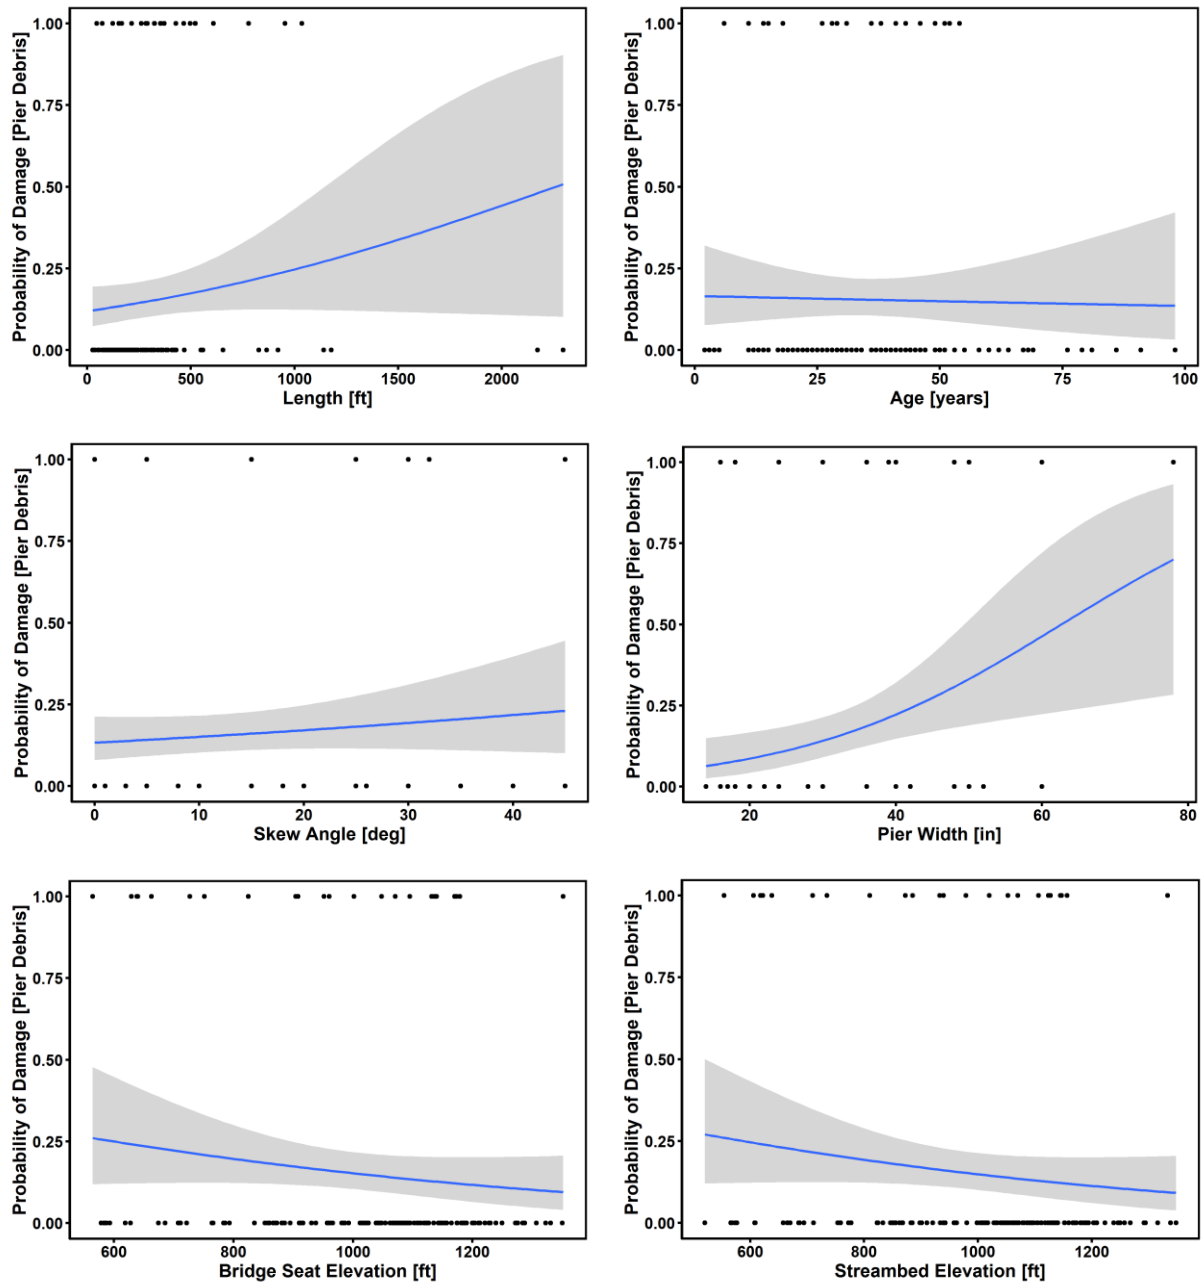 Probability of Damage [Pier Debris]
1.00
0.75
0.50
0.25
0.00
0 500 1000 1500 2000
Length [ft]
Probability of Damage [Pier Debris]
1.00
0.75
0.50
0.25
0.00
0 25 50 75 100
Age [years]
Probability of Damage [Pier Debris]
1.00
0.75
0.50
0.25
0.00
0 10 20 30 40
Skew Angle [deg]
Probability of Damage [Pier Debris]
1.00
0.75
0.50
0.25
0.00
20 40 60 80
Pier Width [in]
Probability of Damage [Pier Debris]
1.00
0.75
0.50
0.25
0.00
600 800 1000 1200
Bridge Seat Elevation [ft]
Probability of Damage [Pier Debris]
1.00
0.75
0.50
0.25
0.00
600 800 1000 1200
Streambed Elevation [ft]